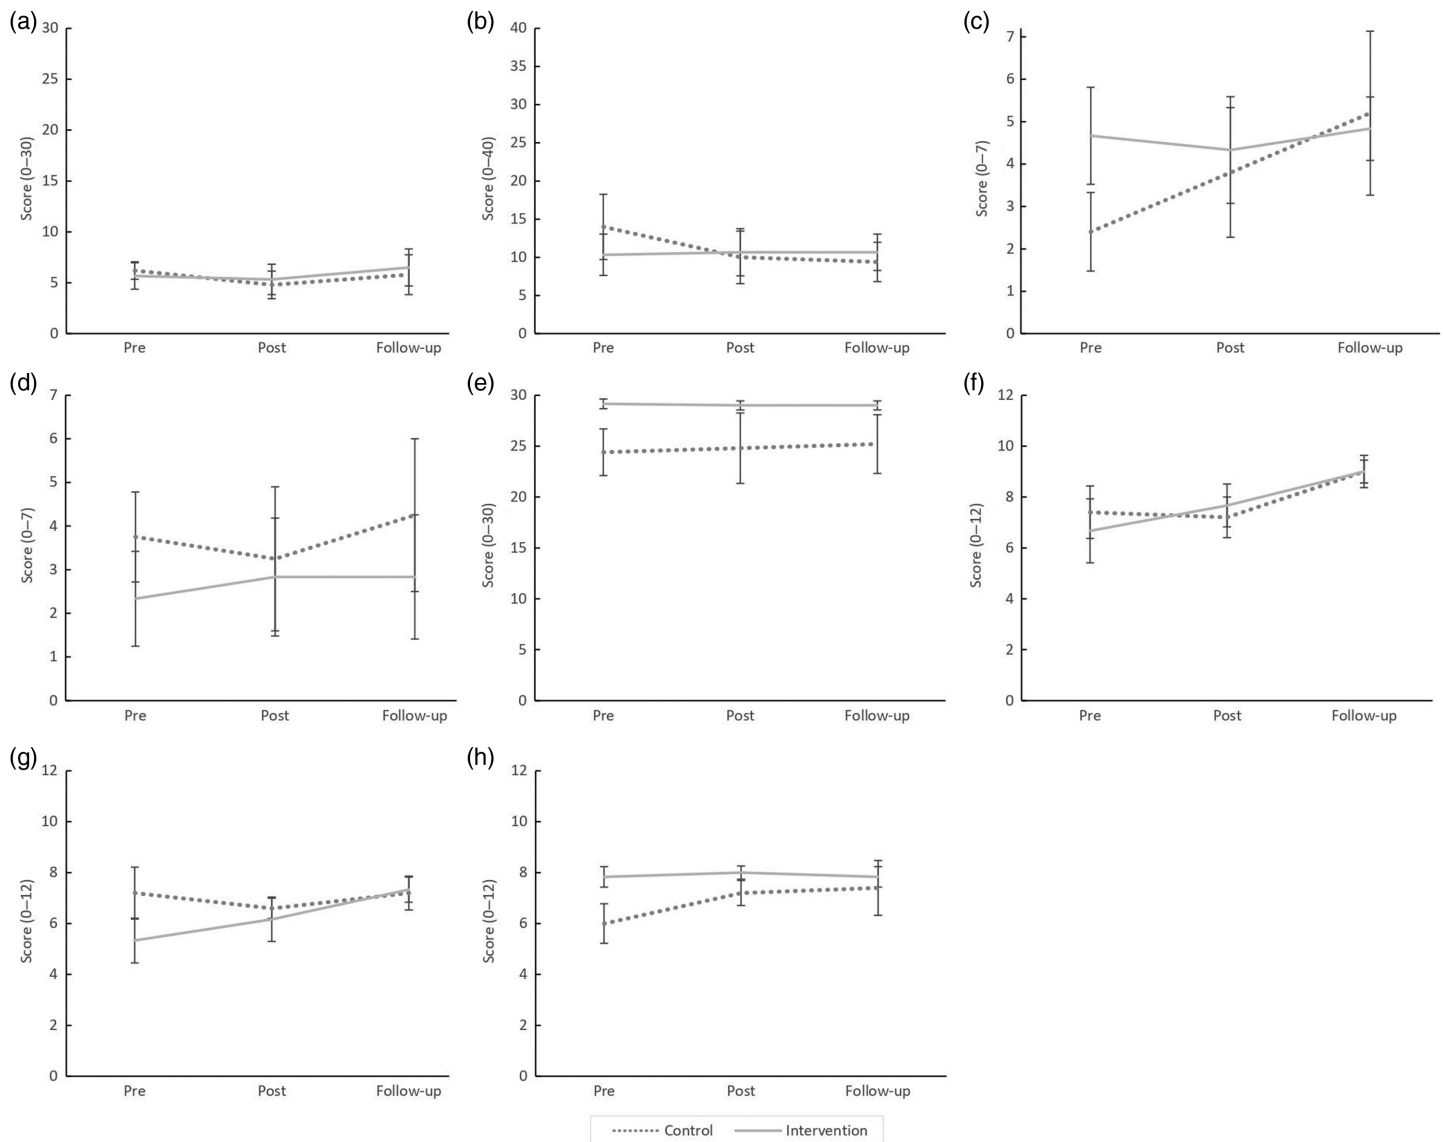 (a)
30
25
20
15
10
5
0
Score (0–30)
Pre Post Follow-up
(b)
40
35
30
25
20
15
10
5
0
Score (0–40)
Pre Post Follow-up
(c)
7
6
5
4
3
2
1
0
Score (0–7)
Pre Post Follow-up
(d)
7
6
5
4
3
2
1
0
Score (0–7)
Pre Post Follow-up
(e)
30
25
20
15
10
5
0
Score (0–30)
Pre Post Follow-up
(f)
12
10
8
6
4
2
0
Score (0–12)
Pre Post Follow-up
(g)
12
10
8
6
4
2
0
Score (0–12)
Pre Post Follow-up
(h)
12
10
8
6
4
2
0
Score (0–12)
Pre Post Follow-up
Control Intervention